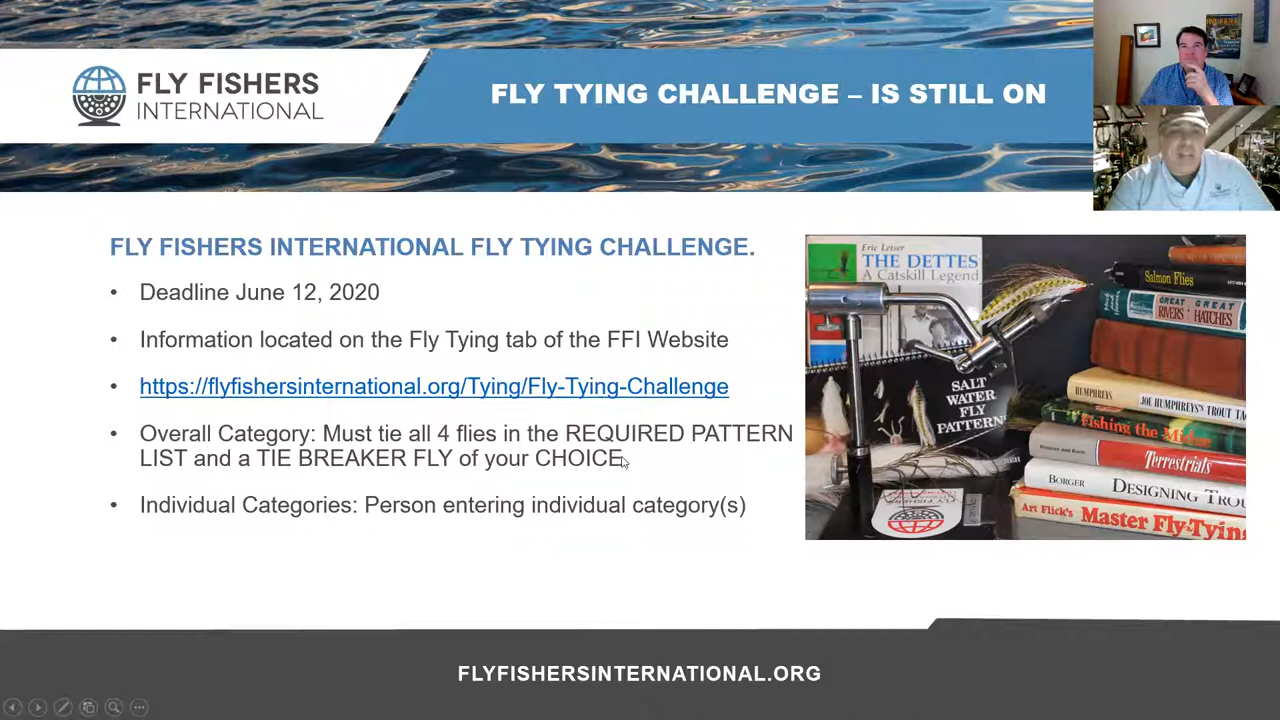 FLY FISHERS
INTERNATIONAL
FLY TYING CHALLENGE – IS STILL ON
FLY FISHERS INTERNATIONAL FLY TYING CHALLENGE.
• Deadline June 12, 2020
• Information located on the Fly Tying tab of the FFI Website
• https://flyfishersinternational.org/Tying/Fly-Tying-Challenge
• Overall Category: Must tie all 4 flies in the REQUIRED PATTERN
LIST and a TIE BREAKER FLY of your CHOICE
• Individual Categories: Person entering individual category(s)
Eric Leiser
THE DETTES
A Catskill Legend
SALT
WATER
FLY
PATTERNS
Salmon Flies
GREAT GREAT
RIVERS • HATCHES
HUMPHREYS JOE HUMPHREYS'S TROUT TA
Fishing the Midge
Terrestrials
BORGER DESIGNING TROU
Art Flick's Master Fly-Tying
FLYFISHERSINTERNATIONAL.ORG